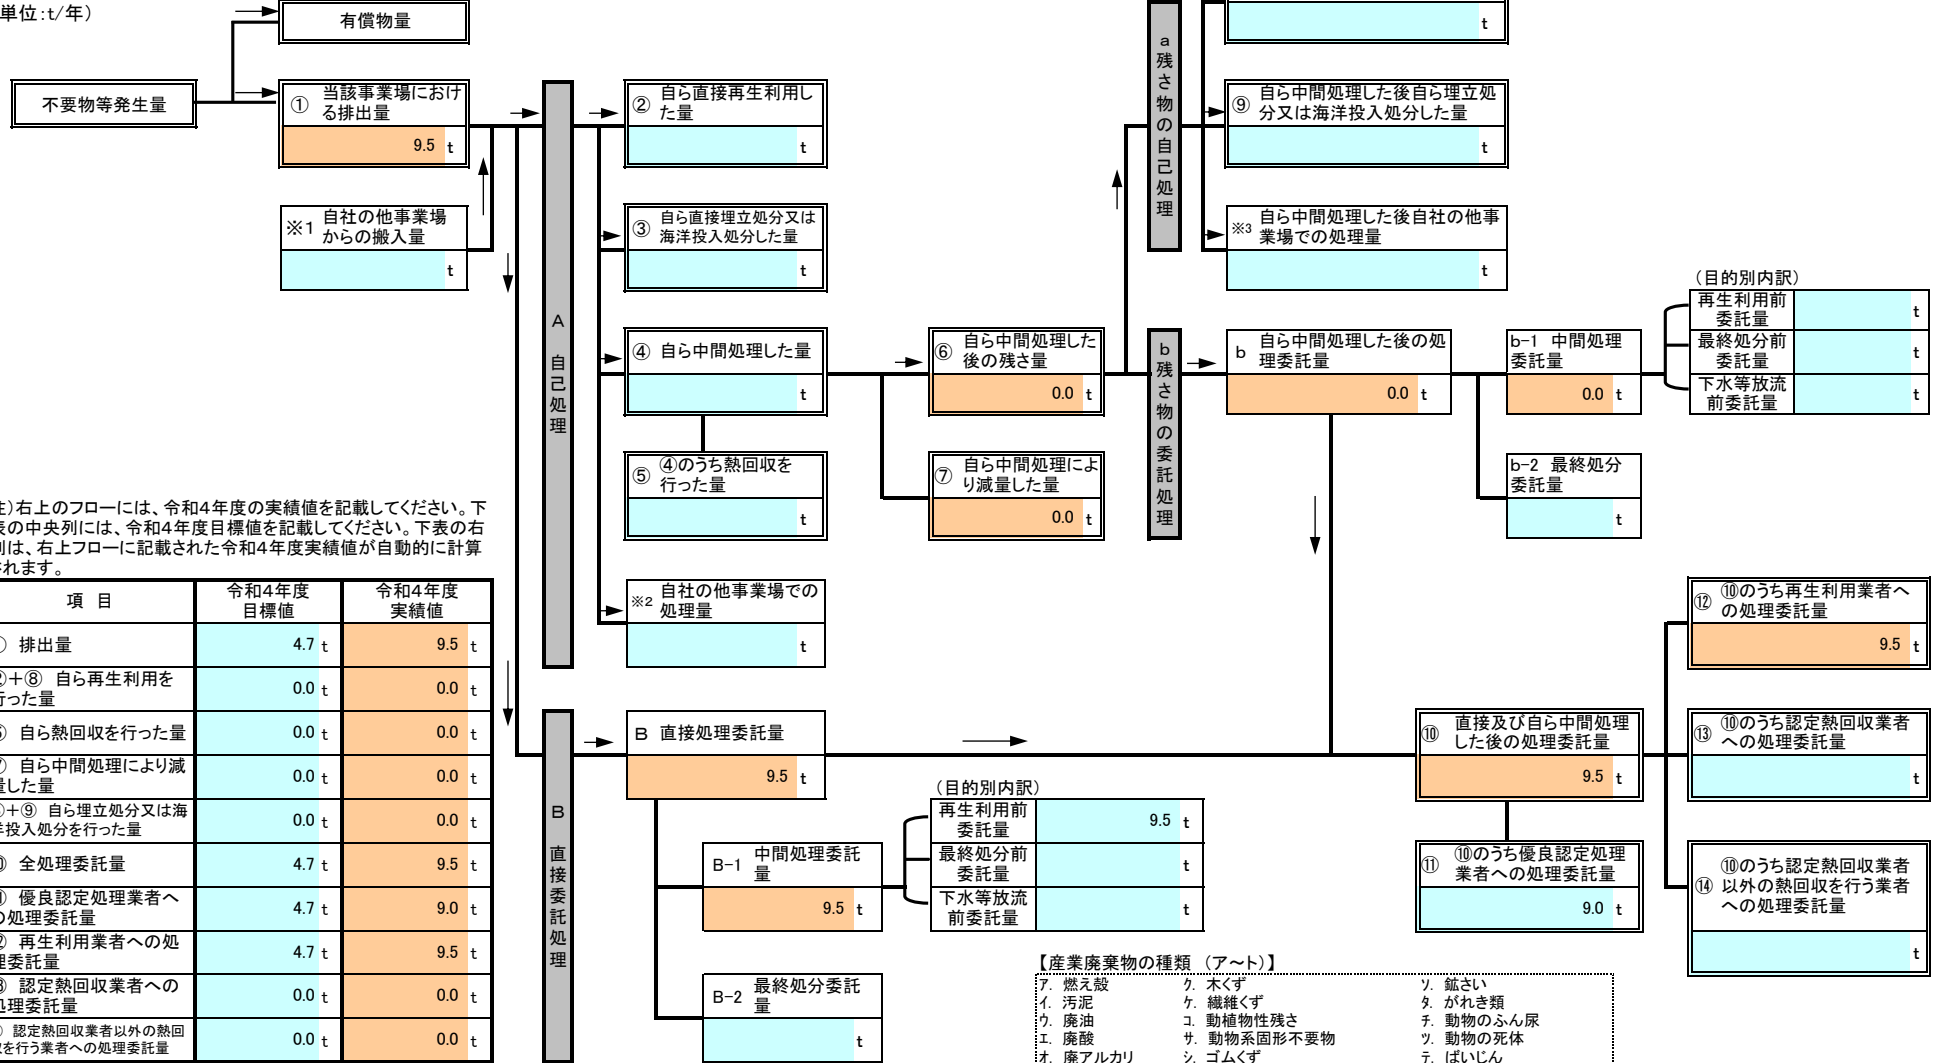 単位:t/年）
有償物量
不要物等発生量
① 当該事業場におけ
る排出量
9.5 t
※1 自社の他事業場
からの搬入量
t
A 自己処理
② 自ら直接再生利用し
た量
t
③ 自ら直接埋立処分又は
海洋投入処分した量
t
④ 自ら中間処理した量
t
⑤ ④のうち熱回収を
行った量
t
※2 自社の他事業場での
処理量
t
⑥ 自ら中間処理した
後の残さ量
0.0 t
⑦ 自ら中間処理によ
り減量した量
0.0 t
a 残さ物の自己処理
t
⑨ 自ら中間処理した後自ら埋立処
分又は海洋投入処分した量
t
※3 自ら中間処理した後自社の他事
業場での処理量
t
b 残さ物の委託処理
b 自ら中間処理した後の処
理委託量
0.0 t
b-1 中間処理
委託量
0.0 t
b-2 最終処分
委託量
t
（目的別内訳）
再生利用前
委託量
t
最終処分前
委託量
t
下水等放流
前委託量
t
注）右上のフローには、令和4年度の実績値を記載してください。下
表の中央列には、令和4年度目標値を記載してください。下表の右
列は、右上フローに記載された令和4年度実績値が自動的に計算
されます。
項 目 令和4年度
目標値 令和4年度
実績値
① 排出量 4.7 t 9.5 t
②+⑧ 自ら再生利用を
行った量 0.0 t 0.0 t
⑤ 自ら熱回収を行った量 0.0 t 0.0 t
⑦ 自ら中間処理により減
量した量 0.0 t 0.0 t
③+⑨ 自ら埋立処分又は海
洋投入処分を行った量 0.0 t 0.0 t
⑩ 全処理委託量 4.7 t 9.5 t
⑪ 優良認定処理業者へ
の処理委託量 4.7 t 9.0 t
⑫ 再生利用業者への処
理委託量 4.7 t 9.5 t
⑬ 認定熱回収業者への
処理委託量 0.0 t 0.0 t
⑭ 認定熱回収業者以外の熱回
収を行う業者への処理委託量 0.0 t 0.0 t
B 直接委託処理
B 直接処理委託量
9.5 t
B-1 中間処理委託
量
9.5 t
B-2 最終処分委託
量
t
（目的別内訳）
再生利用前
委託量
9.5 t
最終処分前
委託量
t
下水等放流
前委託量
t
⑩ 直接及び自ら中間処理
した後の処理委託量
9.5 t
⑪ ⑩のうち優良認定処理
業者への処理委託量
9.0 t
⑫ ⑩のうち再生利用業者へ
の処理委託量
9.5 t
⑬ ⑩のうち認定熱回収業者
への処理委託量
t
⑭ ⑩のうち認定熱回収業者
以外の熱回収を行う業者
への処理委託量
t
【産業廃棄物の種類 （ア～ト）】
ア. 燃え殻 ク. 木くず ソ. 鉱さい
イ. 汚泥 ケ. 繊維くず タ. がれき類
ウ. 廃油 コ. 動植物性残さ チ. 動物のふん尿
エ. 廃酸 サ. 動物系固形不要物 ツ. 動物の死体
オ. 廃アルカリ シ. ゴムくず テ. ばいじん